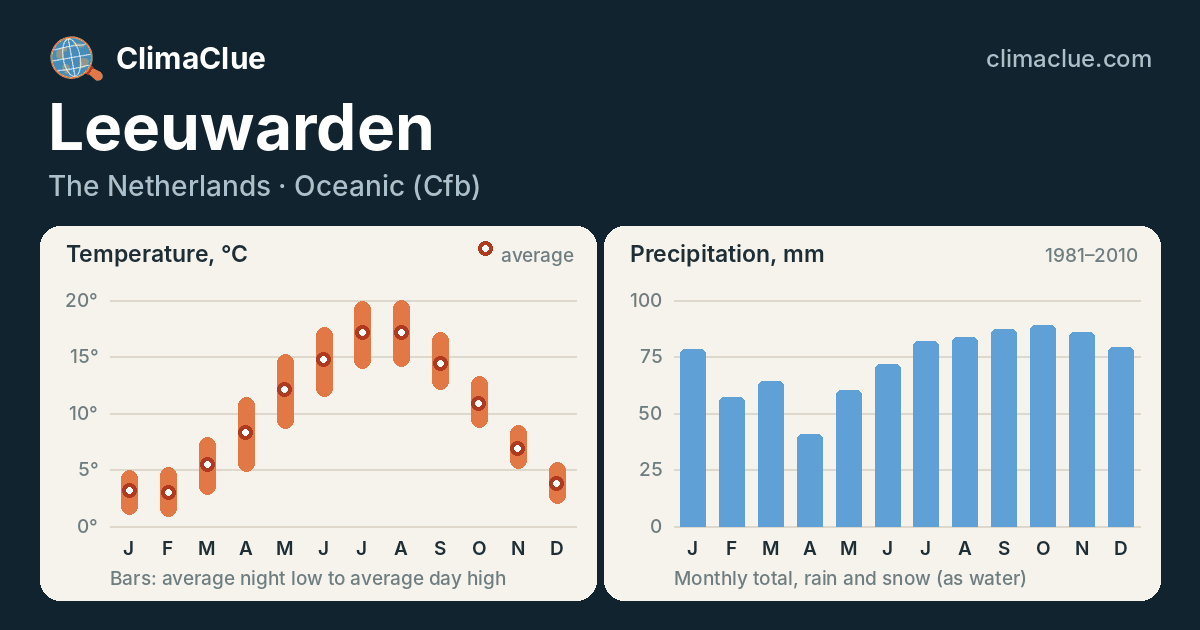 ClimaClue
climaclue.com
Leeuwarden
The Netherlands · Oceanic (Cfb)
Temperature, °C
average
20°
15°
10°
5°
0°
J F M A M J J A S O N D
Bars: average night low to average day high
Precipitation, mm
1981–2010
100
75
50
25
0
J F M A M J J A S O N D
Monthly total, rain and snow (as water)